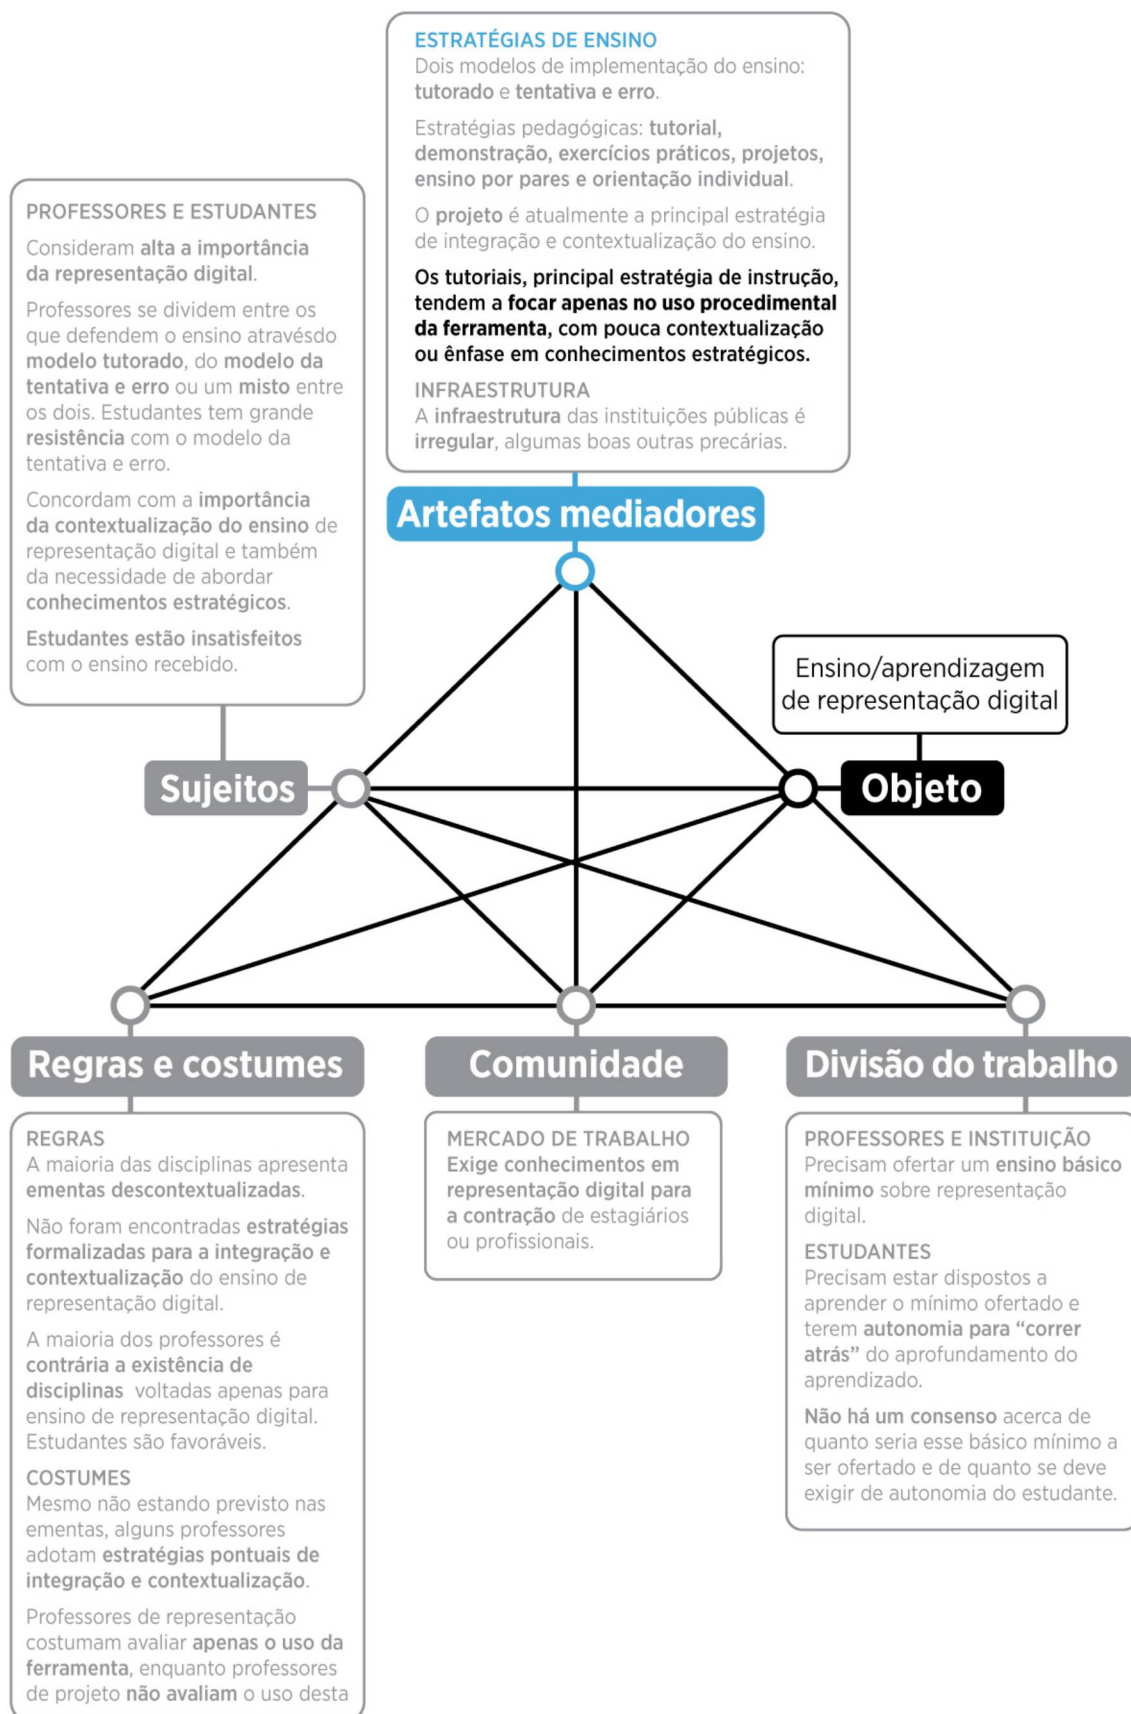 ESTRATÉGIAS DE ENSINO
Dois modelos de implementação do ensino:
tutorado e tentativa e erro.
Estratégias pedagógicas: tutorial,
demonstração, exercícios práticos, projetos,
ensino por pares e orientação individual.
O projeto é atualmente a principal estratégia
de integração e contextualização do ensino.
Os tutoriais, principal estratégia de instrução,
tendem a focar apenas no uso procedimental
da ferramenta, com pouca contextualização
ou ênfase em conhecimentos estratégicos.
INFRAESTRUTURA
A infraestrutura das instituições públicas é
irregular, algumas boas outras precárias.
Artefatos mediadores
PROFESSORES E ESTUDANTES
Consideram alta a importância
da representação digital.
Professores se dividem entre os
que defendem o ensino atravésdo
modelo tutorado, do modelo da
tentativa e erro ou um misto entre
os dois. Estudantes tem grande
resistência com o modelo da
tentativa e erro.
Concordam com a importância
da contextualização do ensino de
representação digital e também
da necessidade de abordar
conhecimentos estratégicos.
Estudantes estão insatisfeitos
com o ensino recebido.
Sujeitos
Ensino/aprendizagem
de representação digital
Objeto
Regras e costumes
REGRAS
A maioria das disciplinas apresenta
ementas descontextualizadas.
Não foram encontradas estratégias
formalizadas para a integração e
contextualização do ensino de
representação digital.
A maioria dos professores é
contrária a existência de
disciplinas voltadas apenas para
ensino de representação digital.
Estudantes são favoráveis.
COSTUMES
Mesmo não estando previsto nas
ementas, alguns professores
adotam estratégias pontuais de
integração e contextualização.
Professores de representação
costumam avaliar apenas o uso da
ferramenta, enquanto professores
de projeto não avaliam o uso desta
Comunidade
MERCADO DE TRABALHO
Exige conhecimentos em
representação digital para
a contração de estagiários
ou profissionais.
Divisão do trabalho
PROFESSORES E INSTITUIÇÃO
Precisam ofertar um ensino básico
mínimo sobre representação
digital.
ESTUDANTES
Precisam estar dispostos a
aprender o mínimo ofertado e
terem autonomia para “correr
atrás” do aprofundamento do
aprendizado.
Não há um consenso acerca de
quanto seria esse básico mínimo a
ser ofertado e de quanto se deve
exigir de autonomia do estudante.